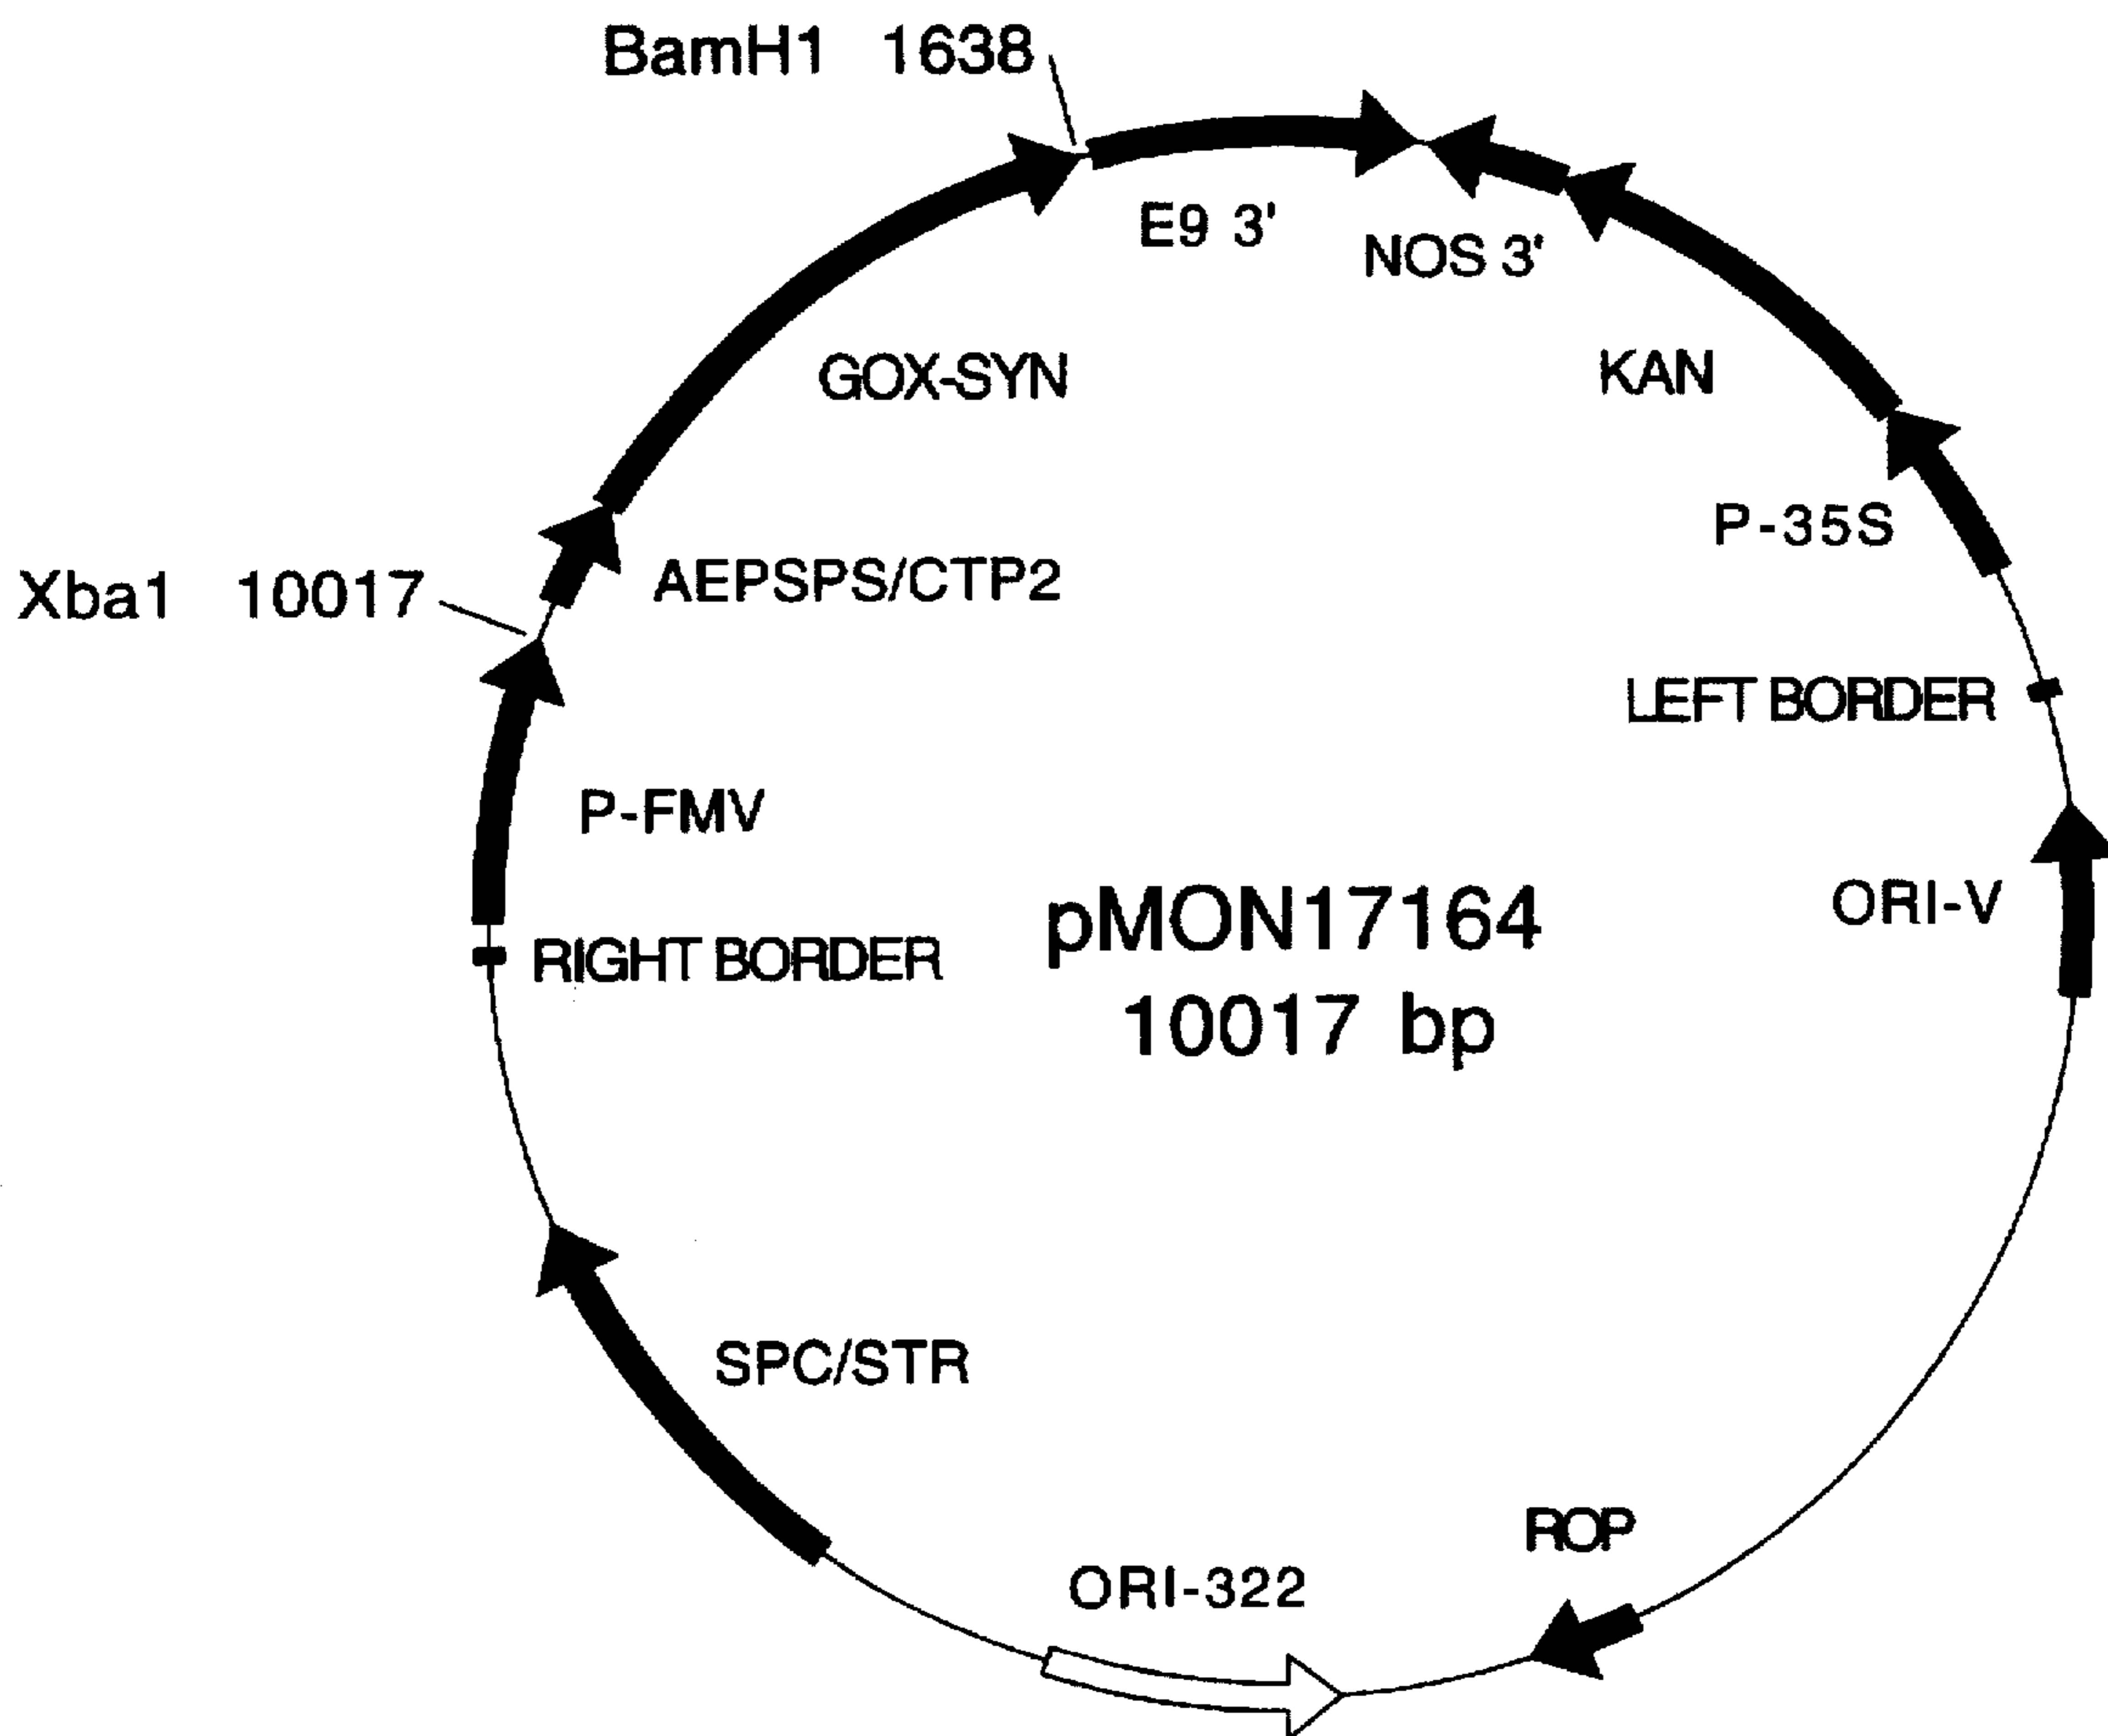 BamH1 1638
E9 3'
NOS 3'
GOX-SYN
KAN
P-35S
Xba1 10017
AEPSPS/CTP2
LEFT BORDER
P-FMV
ORI-V
pMON17164
10017 bp
RIGHT BORDER
SPC/STR
ROP
ORI-322